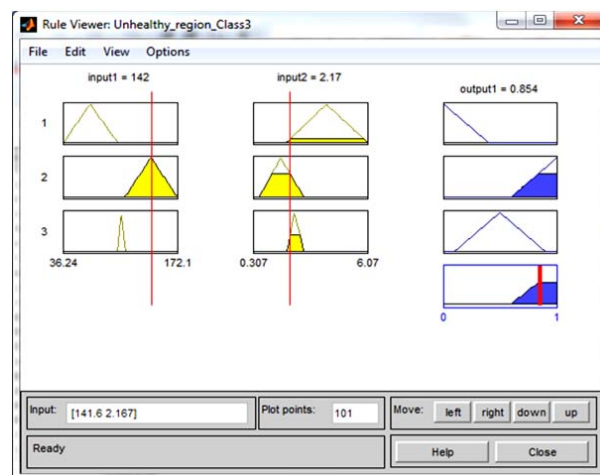 Rule Viewer: Unhealthy_region_Class3
File Edit View Options
input1 = 142
input2 = 2.17
output1 = 0.854
1
2
3
36.24 172.1
0.307 6.07
0 1
Input: [141.6 2.167]
Plot points: 101
Move: left right down up
Ready
Help Close